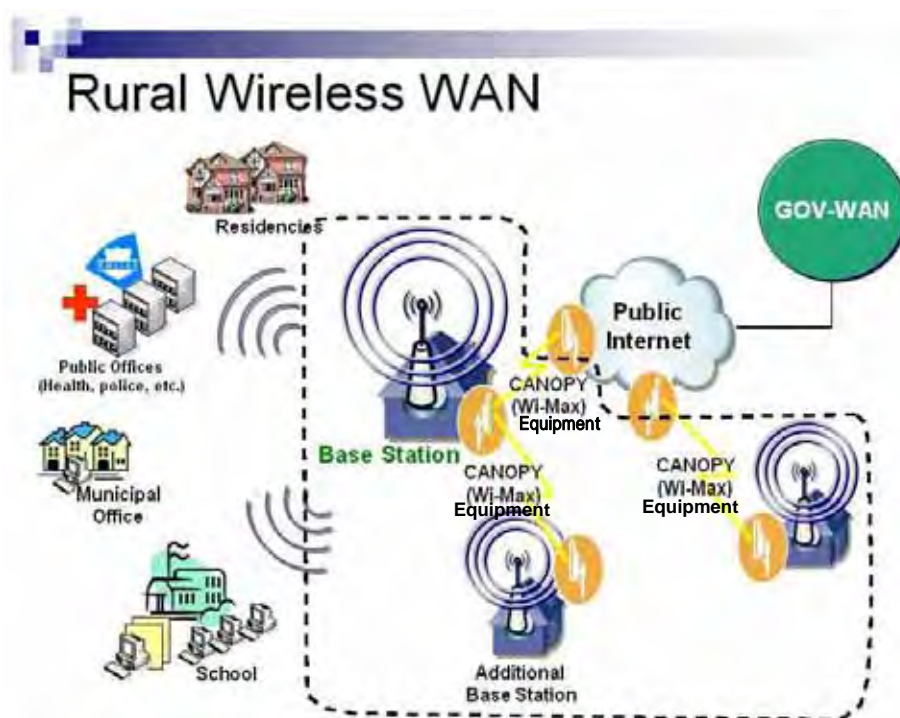 Rural Wireless WAN
Residencies
GOV-WAN
Public
Internet
Public Offices
(Health, police, etc.)
CANOPY
(Wi-Max)
Equipment
Base Station
Municipal
Office
CANOPY
(Wi-Max)
Equipment
CANOPY
(Wi-Max)
Equipment
School
Additional
Base Station